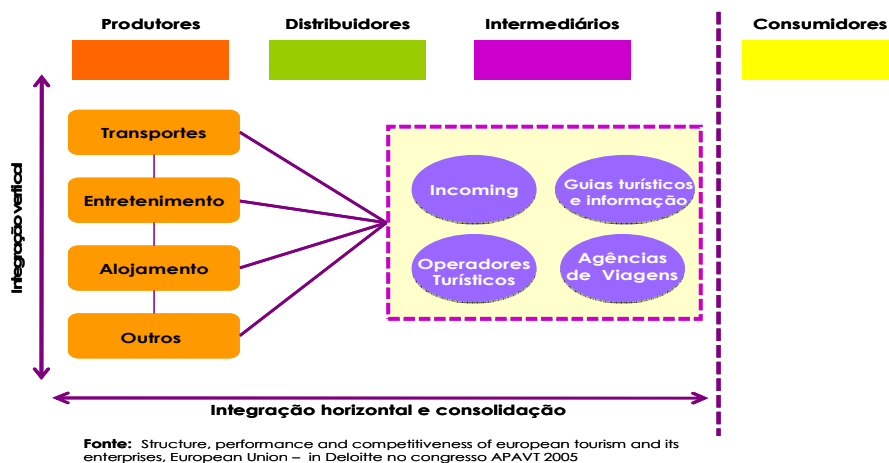 Produtores
Distribuidores
Intermediários
Consumidores
Integração vertical
Transportes
Entretenimento
Alojamento
Outros
Incoming
Guias turísticos
e informação
Operadores
Turísticos
Agências
de Viagens
Integração horizontal e consolidação
Fonte: Structure, performance and competitiveness of european tourism and its
enterprises, European Union – in Deloitte no congresso APAVT 2005